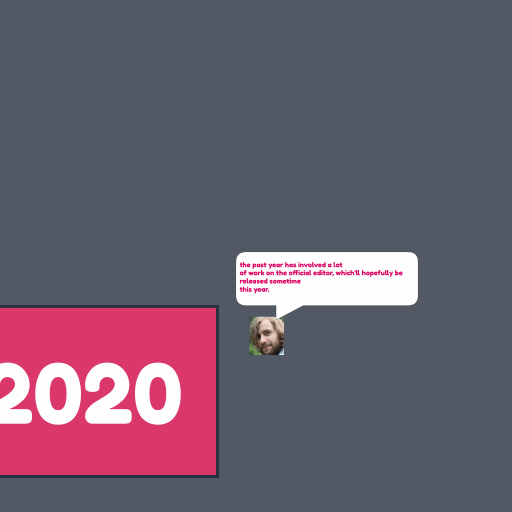 the past year has involved a lot
of work on the official editor, which'll hopefully be
released sometime
this year.
2020